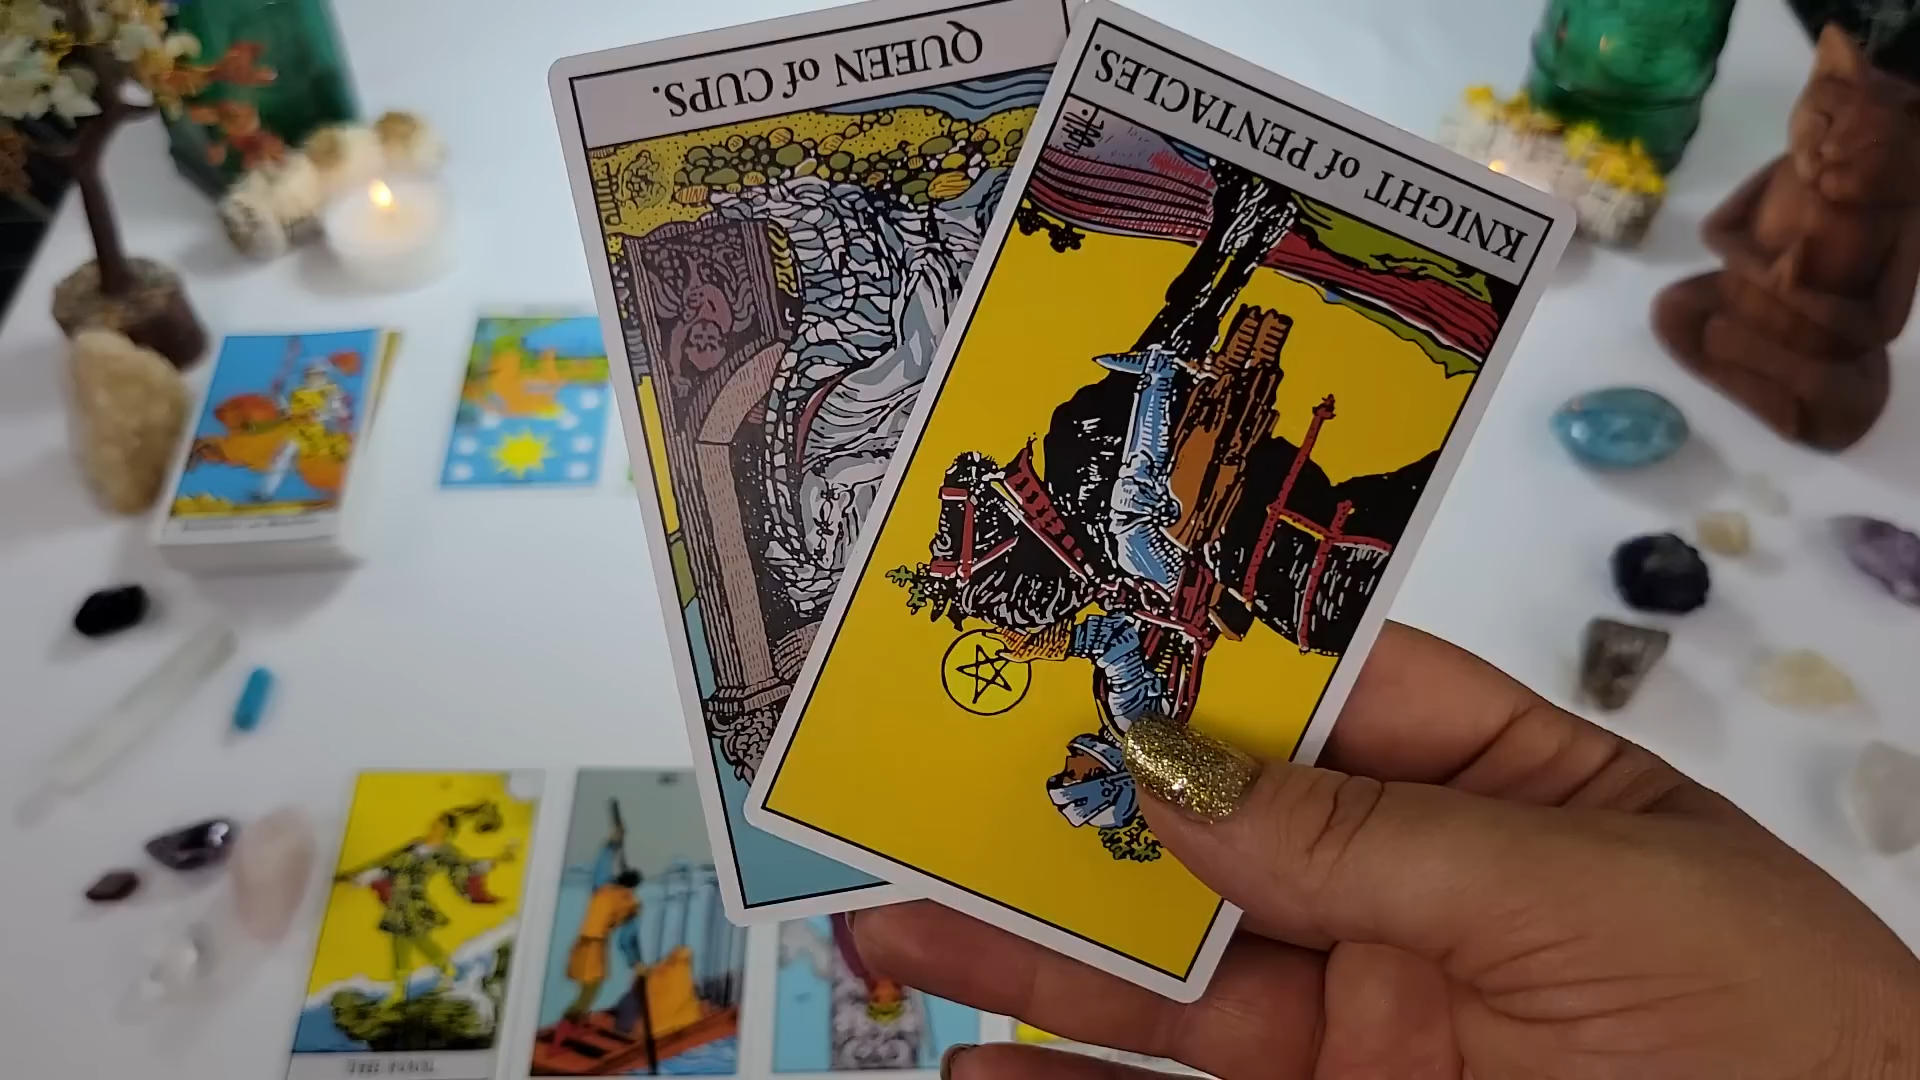 QUEEN of CUPS.
KNIGHT of PENTACLES.
THE FOOL.